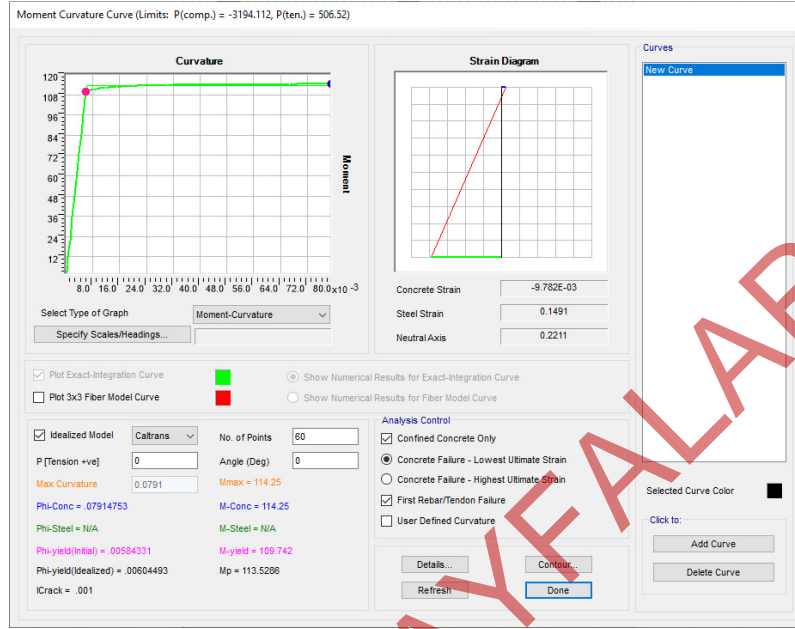 Moment Curvature Curve (Limits: P(comp.) = -3194.112, P(ten.) = 506.52)
Curvature
120
108
96
84
72
60
48
36
24
12
Moment
8.0 16.0 24.0 32.0 40.0 48.0 56.0 64.0 72.0 80.0 x10 -3
Select Type of Graph Moment-Curvature
Specify Scales/Headings...
Strain Diagram
Concrete Strain -9.782E-03
Steel Strain 0.1491
Neutral Axis 0.2211
Curves
New Curve
Plot Exact-Integration Curve Show Numerical Results for Exact-Integration Curve
Plot 3x3 Fiber Model Curve Show Numerical Results for Fiber Model Curve
Idealized Model Caltrans No. of Points 60
P [Tension +ve] 0 Angle (Deg) 0
Max Curvature 0.0791 Mmax = 114.25
Phi-Conc = .07914753 M-Conc = 114.25
Phi-Steel = N/A M-Steel = N/A
Phi-yield(Initial) = .00584331 M-yield = 109.742
Phi-yield(Idealized) = .00604493 Mp = 113.5286
ICrack = .001
Analysis Control
Confined Concrete Only
Concrete Failure - Lowest Ultimate Strain
Concrete Failure - Highest Ultimate Strain
First Rebar/Tendon Failure
User Defined Curvature
Details... Contour...
Refresh Done
Selected Curve Color
Click to:
Add Curve
Delete Curve
AYFALAR